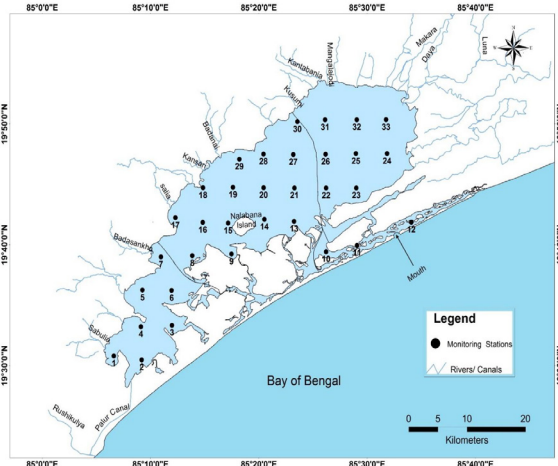 85°0'0"E 85°10'0"E 85°20'0"E 85°30'0"E 85°40'0"E
N
Makara
Daya
Luna
Mangalajodi
Kantabania
Kusumi
19°50'0"N
30 31 32 33
Badanai
Kansari
29 28 27 26 25 24
18 19 20 21 22 23
salia
17 16 15 Nalabana
Island 14 13 12
Badasankha
19°40'0"N
7 8 9 10 11
Mouth
5 6
Sabulia
4 3
1 2
19°30'0"N
Rushikulya
Palur Canal
Bay of Bengal
Legend
Monitoring Stations
Rivers/ Canals
0 5 10 20
Kilometers
85°0'0"E 85°10'0"E 85°20'0"E 85°30'0"E 85°40'0"E